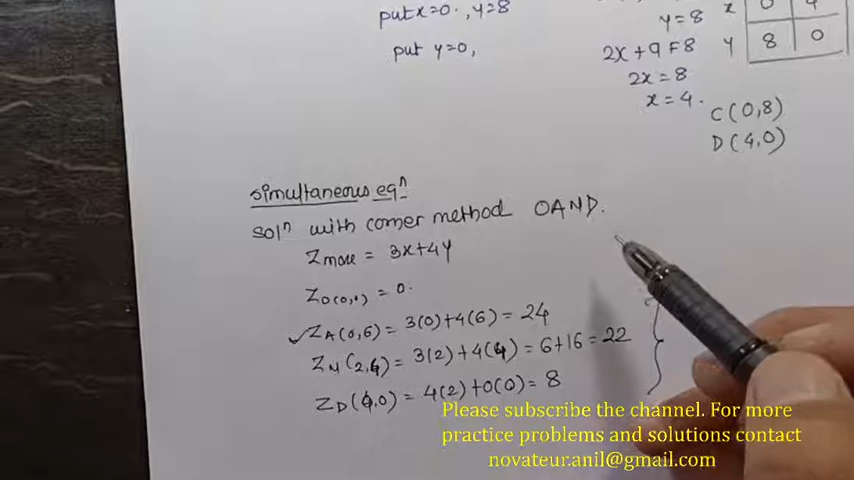 put x=0. , y=8
put y=0,
y=8
2x+9F8
2x=8
x=4.
x 0 4
y 8 0
C(0,8)
D(4,0)
simultaneous eqⁿ
solⁿ with corner method OAND.
Zmax = 3x+4y
ZO(0,0) = 0.
✓ZA(0,6) = 3(0)+4(6) = 24
ZN(2,4) = 3(2)+4(4) = 6+16 = 22
ZD(4,0) = 4(2)+0(0) = 8
Please subscribe the channel. For more
practice problems and solutions contact
novateur.anil@gmail.com